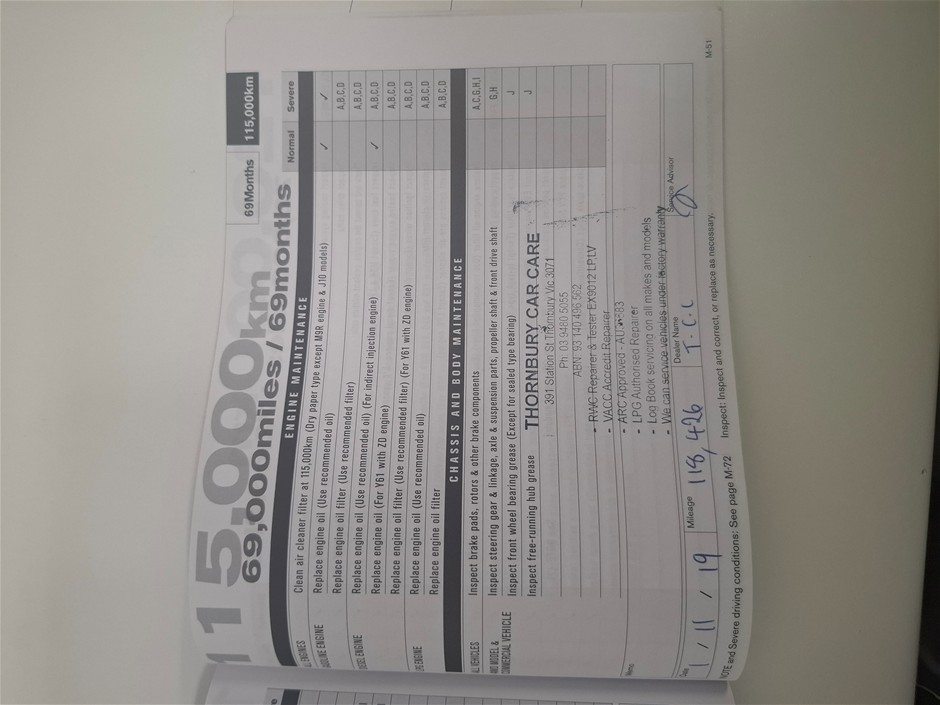 115,000km
69,000miles / 69months
69Months
115,000km
ENGINE MAINTENANCE
Normal Severe
Clean air cleaner filter at 115,000km (Dry paper type except M9R engine & J10 models)
Replace engine oil (Use recommended oil) ✓ ✓
Replace engine oil filter (Use recommended filter) A,B,C,D
Replace engine oil (Use recommended oil) (For indirect injection engine) A,B,C,D
Replace engine oil (For Y61 with ZD engine) ✓ A,B,C,D
Replace engine oil filter (Use recommended filter) (For Y61 with ZD engine) A,B,C,D
Replace engine oil (Use recommended oil) A,B,C,D
Replace engine oil filter A,B,C,D
A,B,C,D
CHASSIS AND BODY MAINTENANCE
VEHICLES
Inspect brake pads, rotors & other brake components A,C,G,H,I
MODEL &
Inspect steering gear & linkage, axle & suspension parts, propeller shaft & front drive shaft G,H
VEHICLE
Inspect front wheel bearing grease (Except for sealed type bearing) J
Inspect free-running hub grease J
THORNBURY CAR CARE
391 Station St Thornbury Vic 3071
Ph: 03 9480 5055
ABN: 93 140 496 562
- RWC Repairer & Tester EX9012 LP,LV
- VACC Accredit Repairer
- ARC Approved -
- LPG Authorised Repairer
- Log Book servicing on all makes and models
- We can service vehicles under factory warranty
1 / 11 / 19
Mileage
118,426
Dealer Name
T.C.C
Service Advisor
NOTE and Severe driving conditions: See page M-72 Inspect: Inspect and correct, or replace as necessary.
M-51